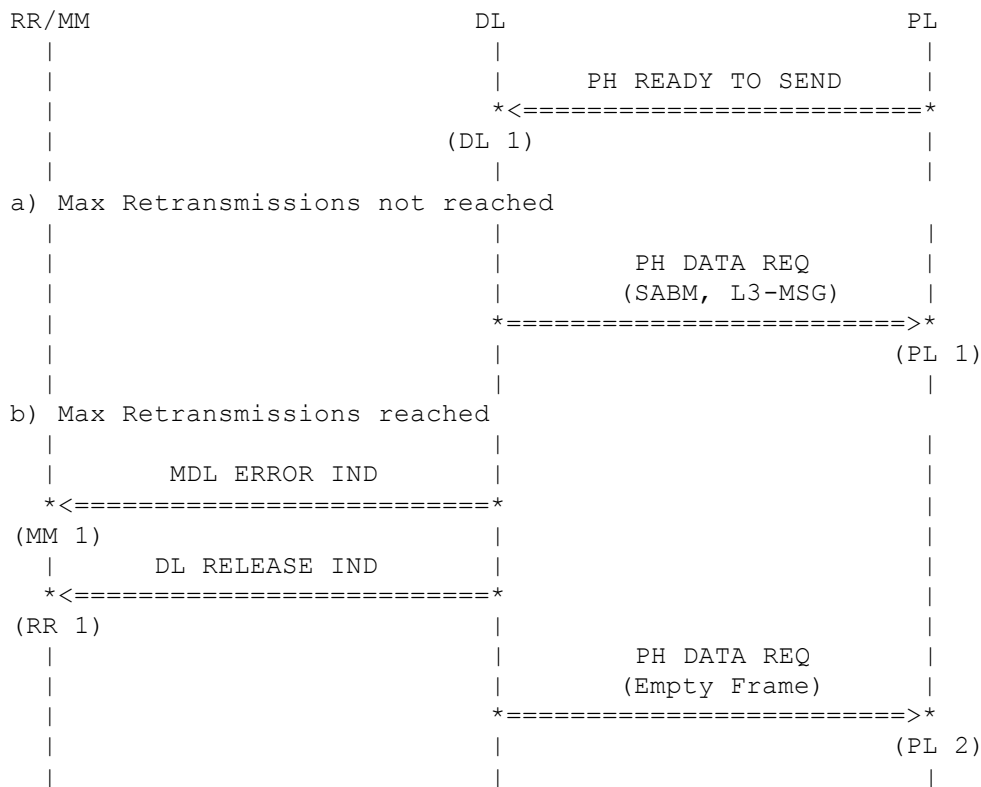 RR/MM DL PL
PH READY TO SEND
*<=========================*
(DL 1)
a) Max Retransmissions not reached
PH DATA REQ
(SABM, L3-MSG)
*=========================>*
(PL 1)
b) Max Retransmissions reached
MDL ERROR IND
*<==========================*
(MM 1)
DL RELEASE IND
*<==========================*
(RR 1)
PH DATA REQ
(Empty Frame)
*=========================>*
(PL 2)